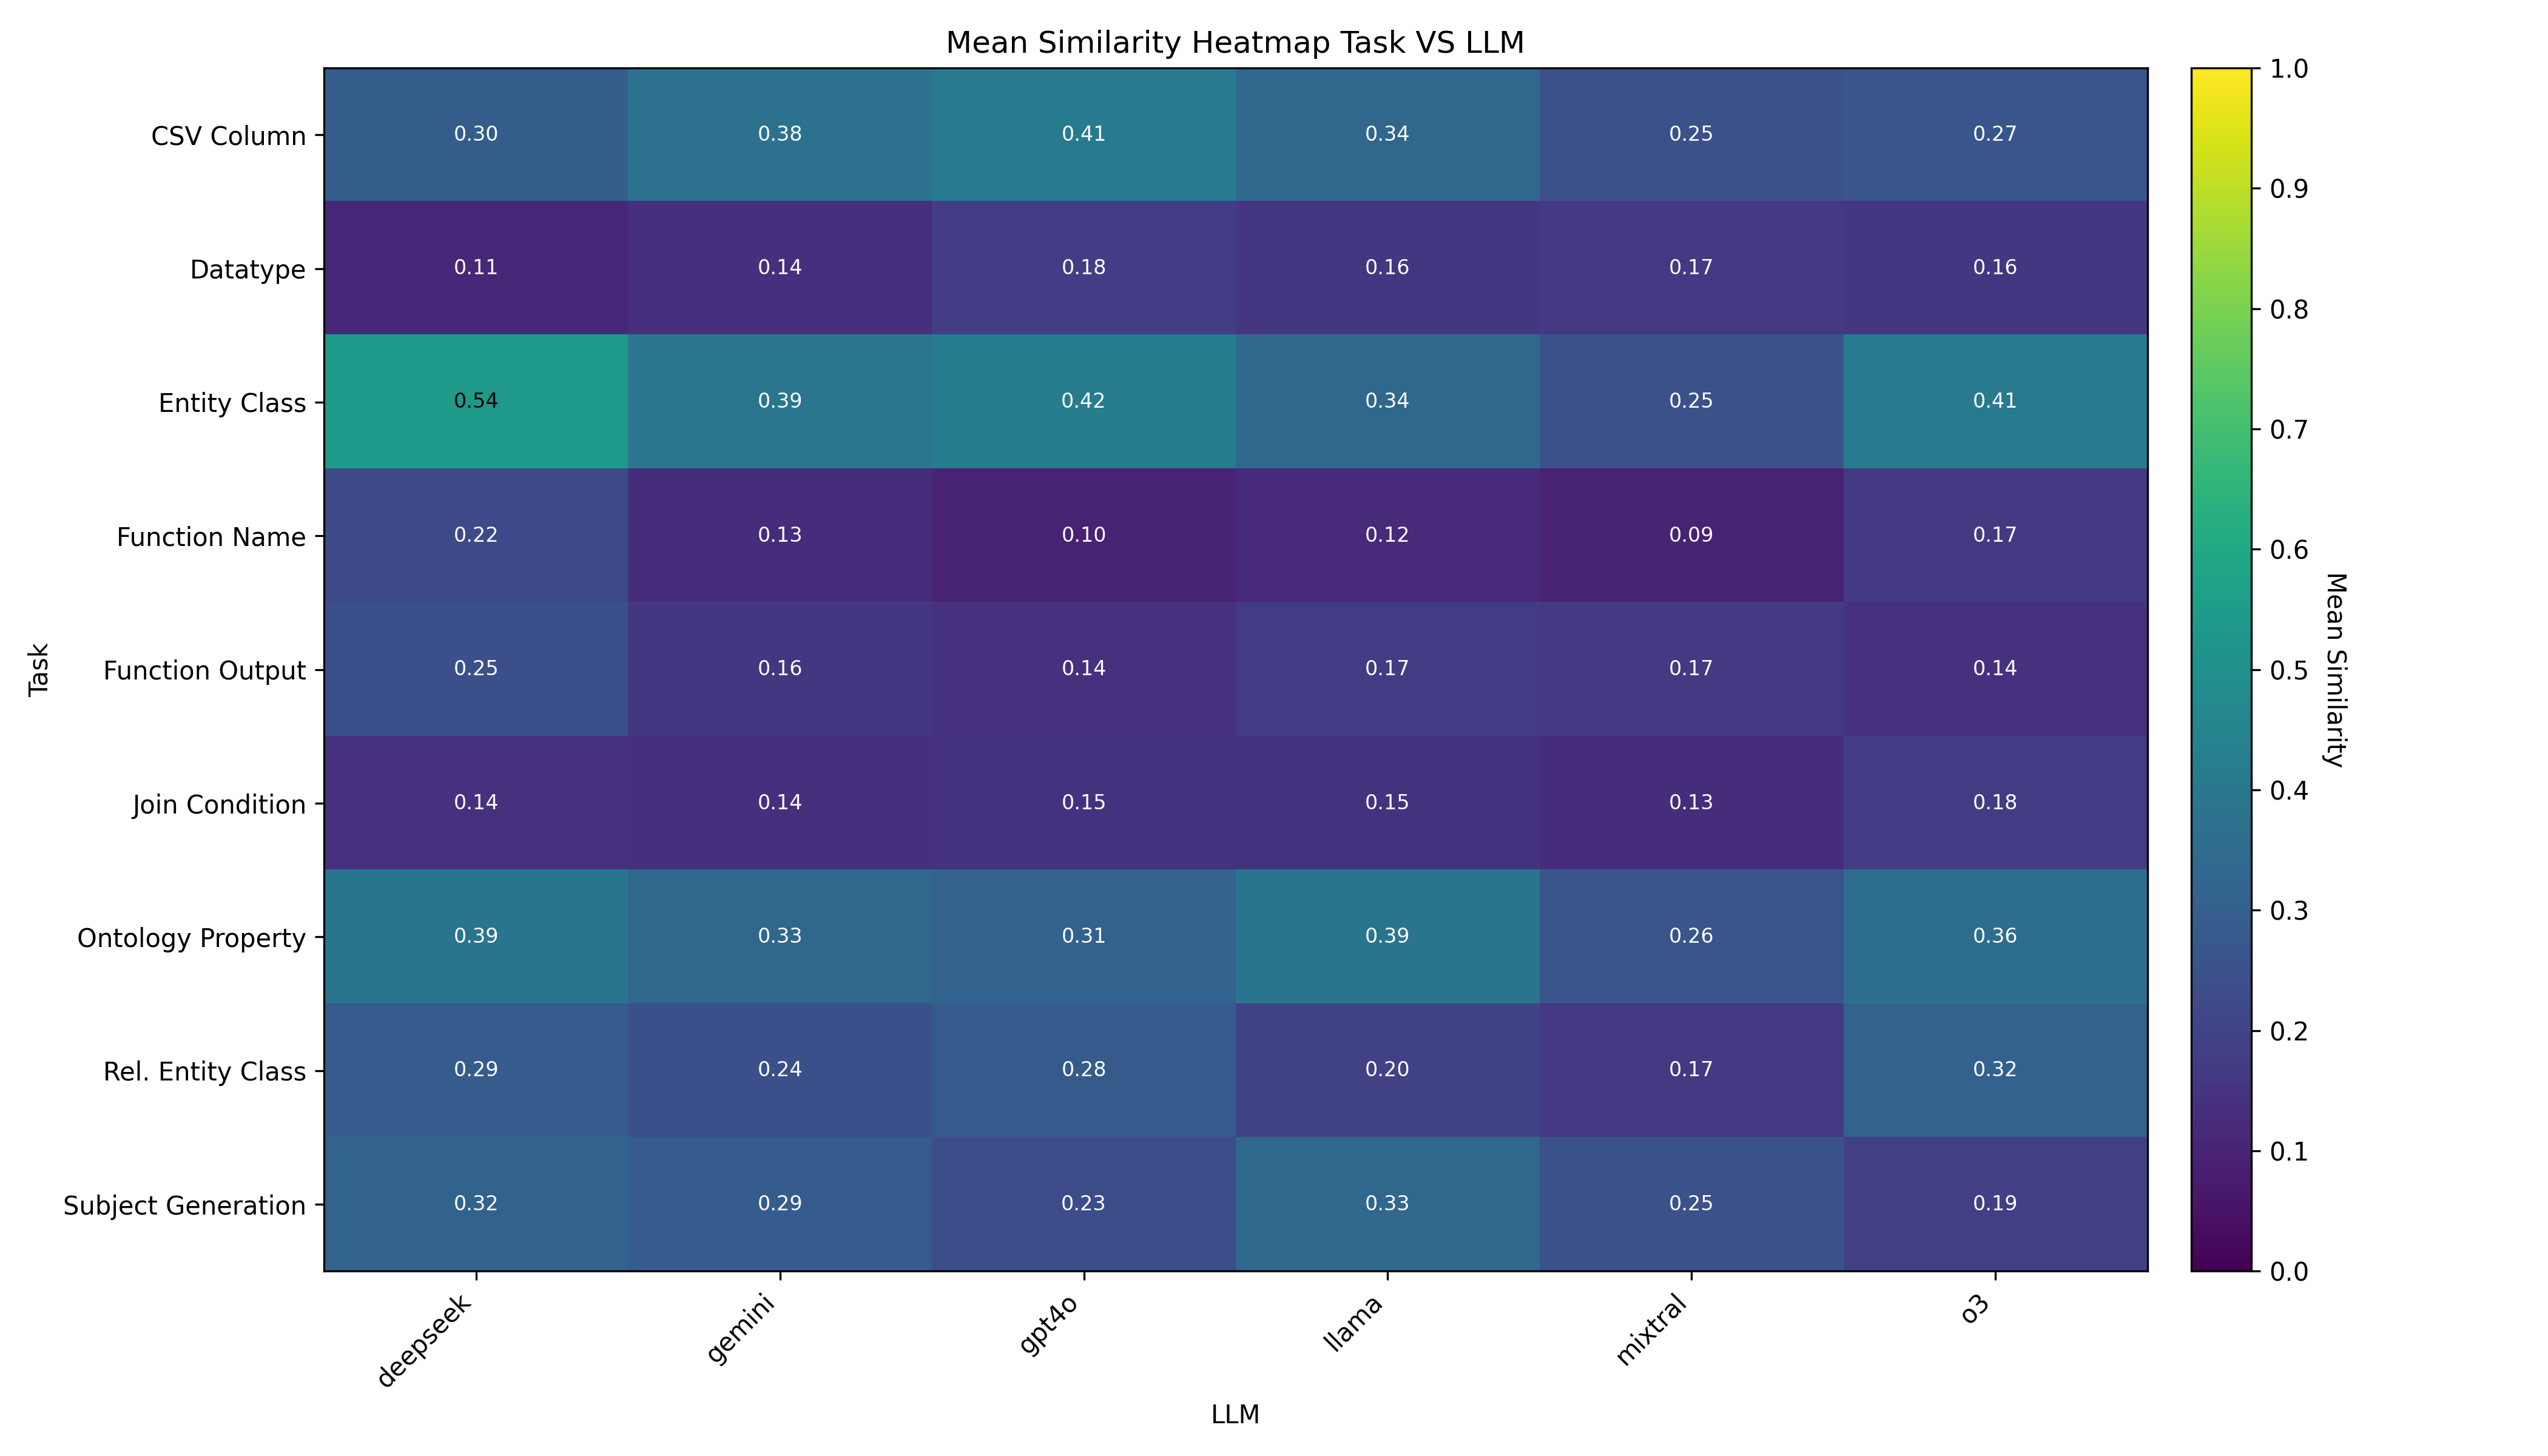 Mean Similarity Heatmap Task VS LLM
CSV Column 0.30 0.38 0.41 0.34 0.25 0.27
Datatype 0.11 0.14 0.18 0.16 0.17 0.16
Entity Class 0.54 0.39 0.42 0.34 0.25 0.41
Function Name 0.22 0.13 0.10 0.12 0.09 0.17
Function Output 0.25 0.16 0.14 0.17 0.17 0.14
Join Condition 0.14 0.14 0.15 0.15 0.13 0.18
Ontology Property 0.39 0.33 0.31 0.39 0.26 0.36
Rel. Entity Class 0.29 0.24 0.28 0.20 0.17 0.32
Subject Generation 0.32 0.29 0.23 0.33 0.25 0.19
Task
deepseek gemini gpt4o llama mixtral o3
LLM
1.0
0.9
0.8
0.7
0.6
0.5
0.4
0.3
0.2
0.1
0.0
Mean Similarity